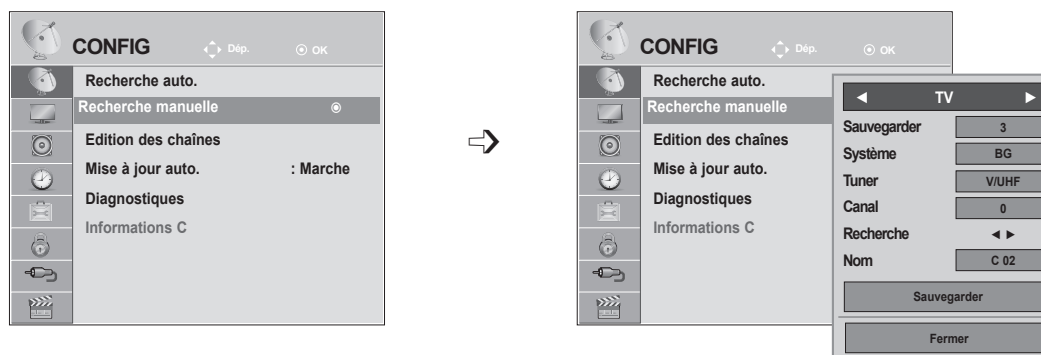 CONFIG Dép. OK
Recherche auto.
Recherche manuelle
Edition des chaînes
Mise à jour auto. : Marche
Diagnostiques
Informations C
CONFIG Dép. OK
Recherche auto.
Recherche manuelle
Edition des chaînes
Mise à jour auto.
Diagnostiques
Informations C
◄ TV ►
Sauvegarder 3
Système BG
Tuner V/UHF
Canal 0
Recherche ◄ ►
Nom C 02
Sauvegarder
Fermer